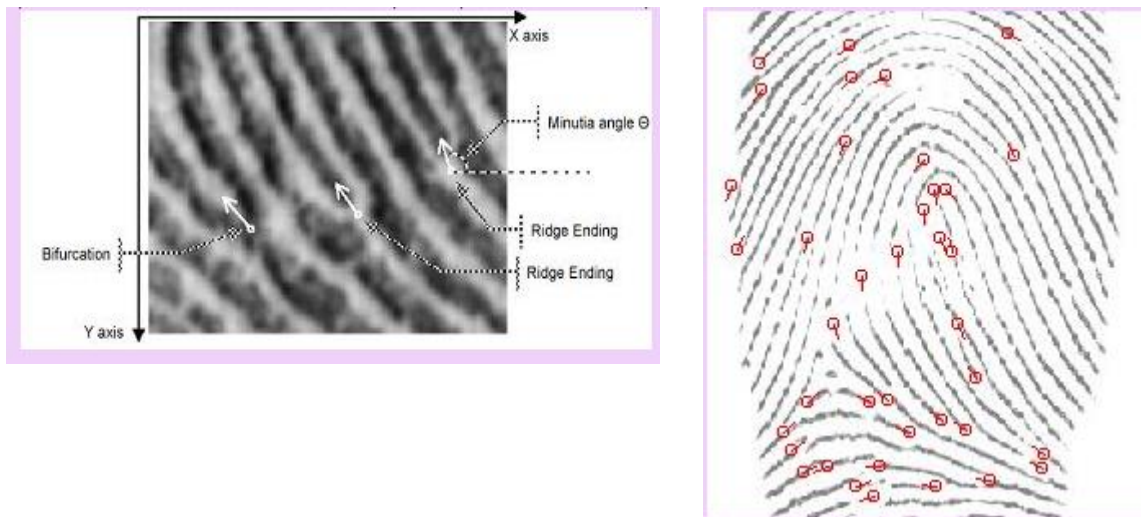 X axis
Minutia angle Θ
Ridge Ending
Bifurcation
Ridge Ending
Y axis